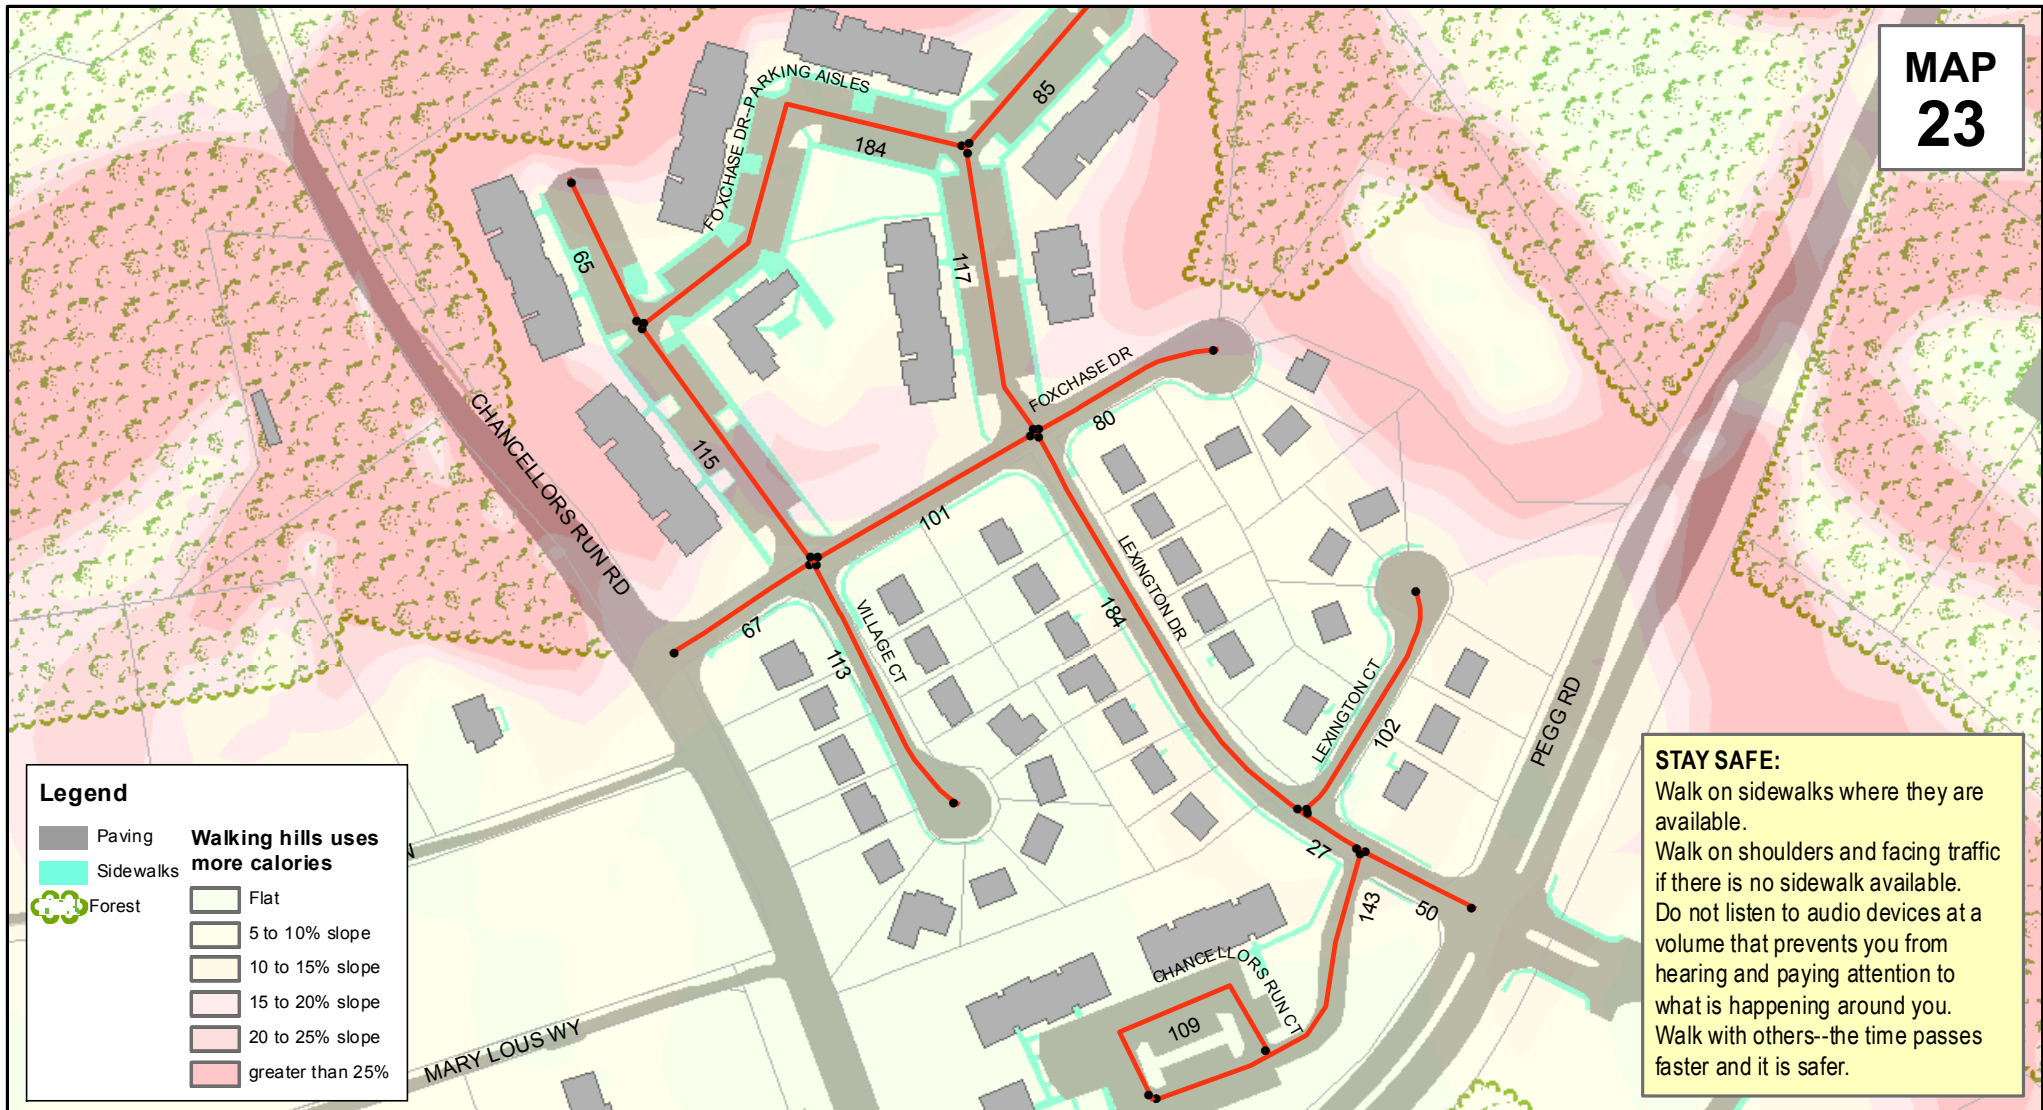 MAP
23
FOXCHASE DR--PARKING AISLES
85
184
65
117
CHANCELLORS RUN RD
FOXCHASE DR
80
115
101
LEXINGTON DR
184
VILLAGE CT
67
113
LEXINGTON CT
102
PEGG RD
27
143
50
CHANCELLORS RUN CT
109
MARY LOUS WY
Legend
Paving
Sidewalks
Forest
Walking hills uses
more calories
Flat
5 to 10% slope
10 to 15% slope
15 to 20% slope
20 to 25% slope
greater than 25%
STAY SAFE:
Walk on sidewalks where they are
available.
Walk on shoulders and facing traffic
if there is no sidewalk available.
Do not listen to audio devices at a
volume that prevents you from
hearing and paying attention to
what is happening around you.
Walk with others--the time passes
faster and it is safer.